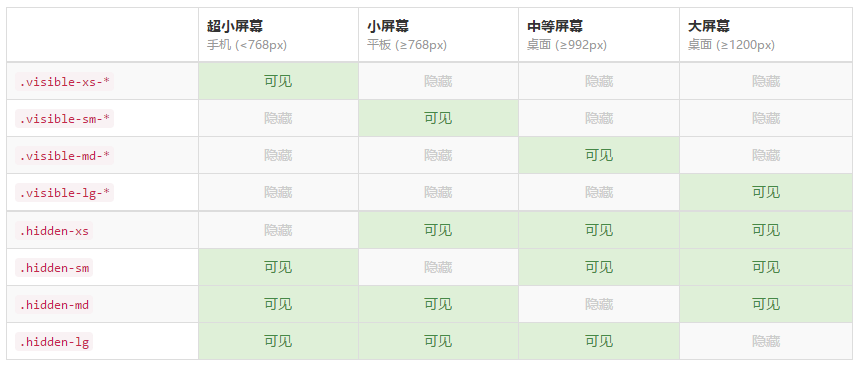 超小屏幕 小屏幕 中等屏幕 大屏幕
手机 (<768px) 平板 (≥768px) 桌面 (≥992px) 桌面 (≥1200px)
.visible-xs-* 可见 隐藏 隐藏 隐藏
.visible-sm-* 隐藏 可见 隐藏 隐藏
.visible-md-* 隐藏 隐藏 可见 隐藏
.visible-lg-* 隐藏 隐藏 隐藏 可见
.hidden-xs 隐藏 可见 可见 可见
.hidden-sm 可见 隐藏 可见 可见
.hidden-md 可见 可见 隐藏 可见
.hidden-lg 可见 可见 可见 隐藏